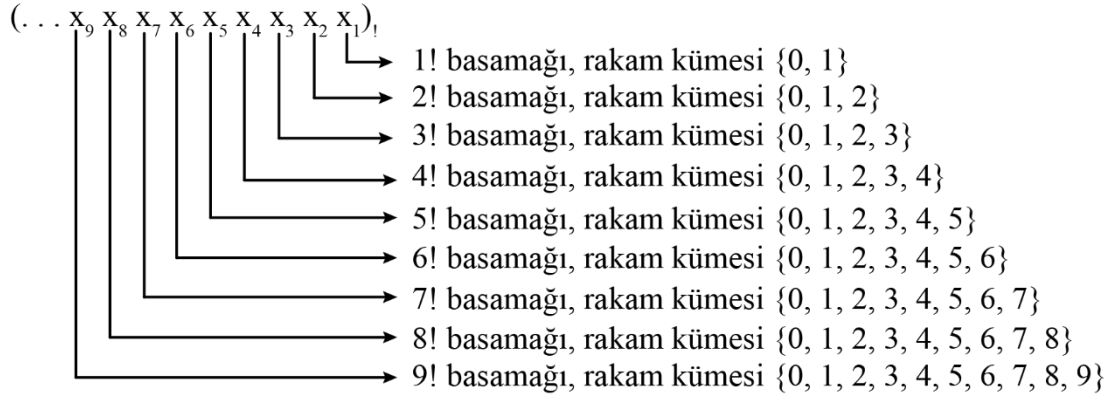 (. . . x₉ x₈ x₇ x₆ x₅ x₄ x₃ x₂ x₁)!
1! basamağı, rakam kümesi {0, 1}
2! basamağı, rakam kümesi {0, 1, 2}
3! basamağı, rakam kümesi {0, 1, 2, 3}
4! basamağı, rakam kümesi {0, 1, 2, 3, 4}
5! basamağı, rakam kümesi {0, 1, 2, 3, 4, 5}
6! basamağı, rakam kümesi {0, 1, 2, 3, 4, 5, 6}
7! basamağı, rakam kümesi {0, 1, 2, 3, 4, 5, 6, 7}
8! basamağı, rakam kümesi {0, 1, 2, 3, 4, 5, 6, 7, 8}
9! basamağı, rakam kümesi {0, 1, 2, 3, 4, 5, 6, 7, 8, 9}